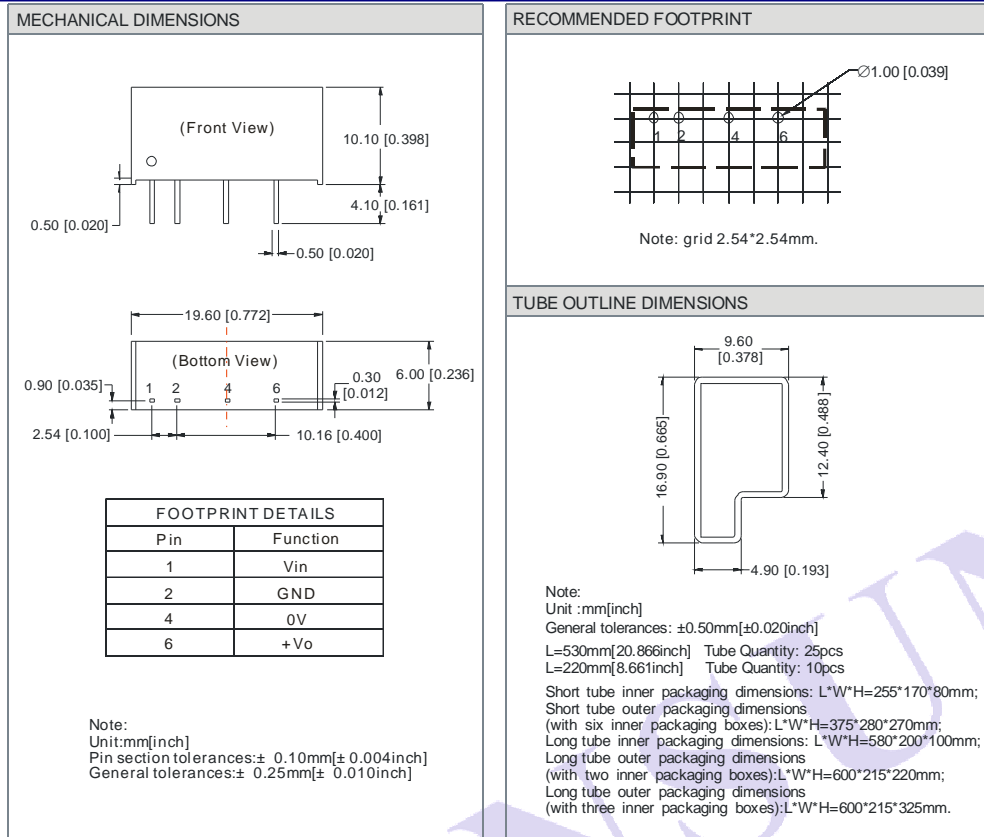 MECHANICAL DIMENSIONS
(Front View)
10.10 [0.398]
4.10 [0.161]
0.50 [0.020]
0.50 [0.020]
19.60 [0.772]
(Bottom View)
0.90 [0.035]
1 2 4 6
0.30
[0.012]
6.00 [0.236]
2.54 [0.100]
10.16 [0.400]
FOOTPRINT DETAILS
Pin Function
1 Vin
2 GND
4 0V
6 +Vo
Note:
Unit:mm[inch]
Pin section tolerances:± 0.10mm[± 0.004inch]
General tolerances:± 0.25mm[± 0.010inch]
RECOMMENDED FOOTPRINT
∅1.00 [0.039]
1 2 4 6
Note: grid 2.54*2.54mm.
TUBE OUTLINE DIMENSIONS
9.60
[0.378]
16.90 [0.665]
12.40 [0.488]
4.90 [0.193]
Note:
Unit :mm[inch]
General tolerances: ±0.50mm[±0.020inch]
L=530mm[20.866inch] Tube Quantity: 25pcs
L=220mm[8.661inch] Tube Quantity: 10pcs
Short tube inner packaging dimensions: L*W*H=255*170*80mm;
Short tube outer packaging dimensions
(with six inner packaging boxes):L*W*H=375*280*270mm;
Long tube inner packaging dimensions: L*W*H=580*200*100mm;
Long tube outer packaging dimensions
(with two inner packaging boxes):L*W*H=600*215*220mm;
Long tube outer packaging dimensions
(with three inner packaging boxes):L*W*H=600*215*325mm.